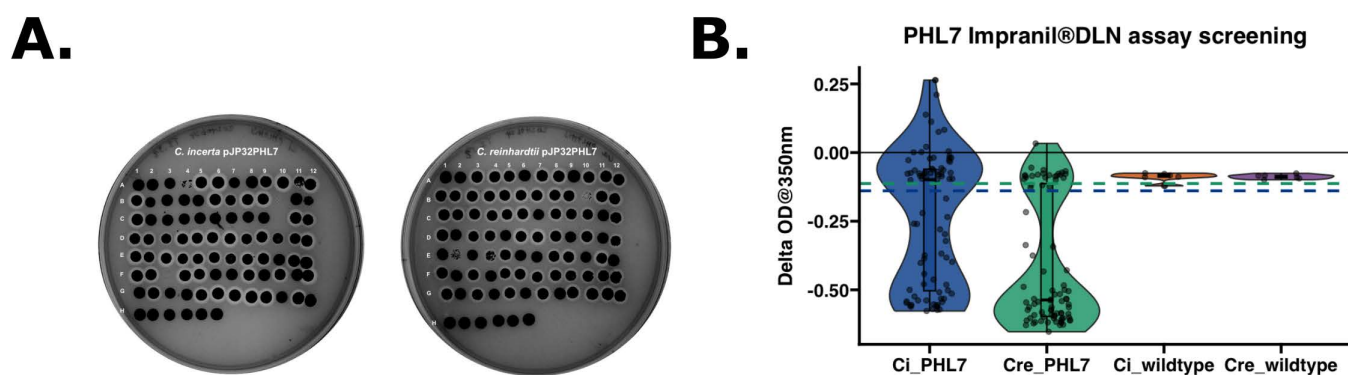 A.
C. incerta pJP32PHL7
1 2 3 4 5 6 7 8 9 10 11 12
A
B
C
D
E
F
G
H
C. reinhardtii pJP32PHL7
1 2 3 4 5 6 7 8 9 10 11 12
A
B
C
D
E
F
G
H
B.
PHL7 Impranil®DLN assay screening
Delta OD@350nm
0.25
0.00
-0.25
-0.50
Ci_PHL7 Cre_PHL7 Ci_wildtype Cre_wildtype